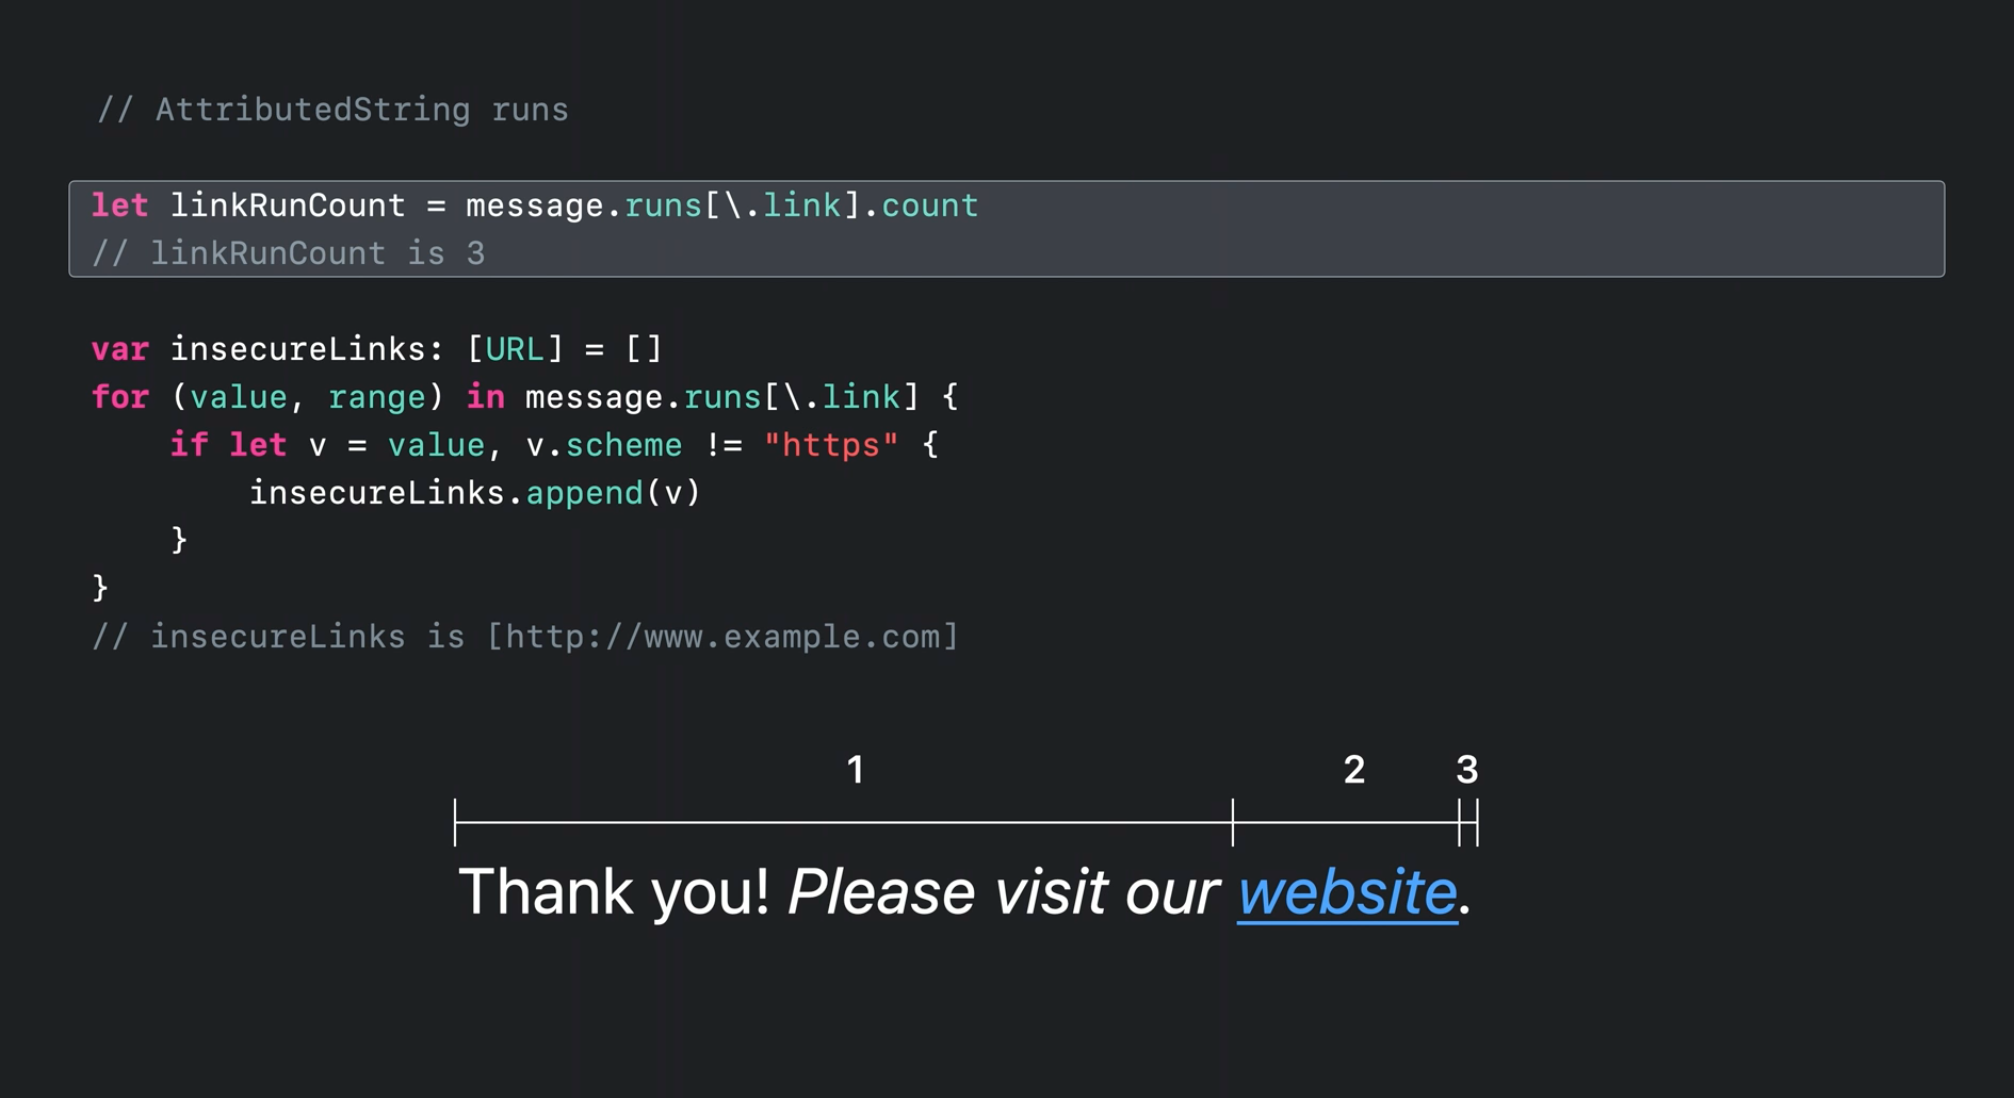 // AttributedString runs
let linkRunCount = message.runs[\.link].count
// linkRunCount is 3
var insecureLinks: [URL] = []
for (value, range) in message.runs[\.link] {
    if let v = value, v.scheme != "https" {
        insecureLinks.append(v)
    }
}
// insecureLinks is [http://www.example.com]
1 2 3
Thank you! Please visit our website.